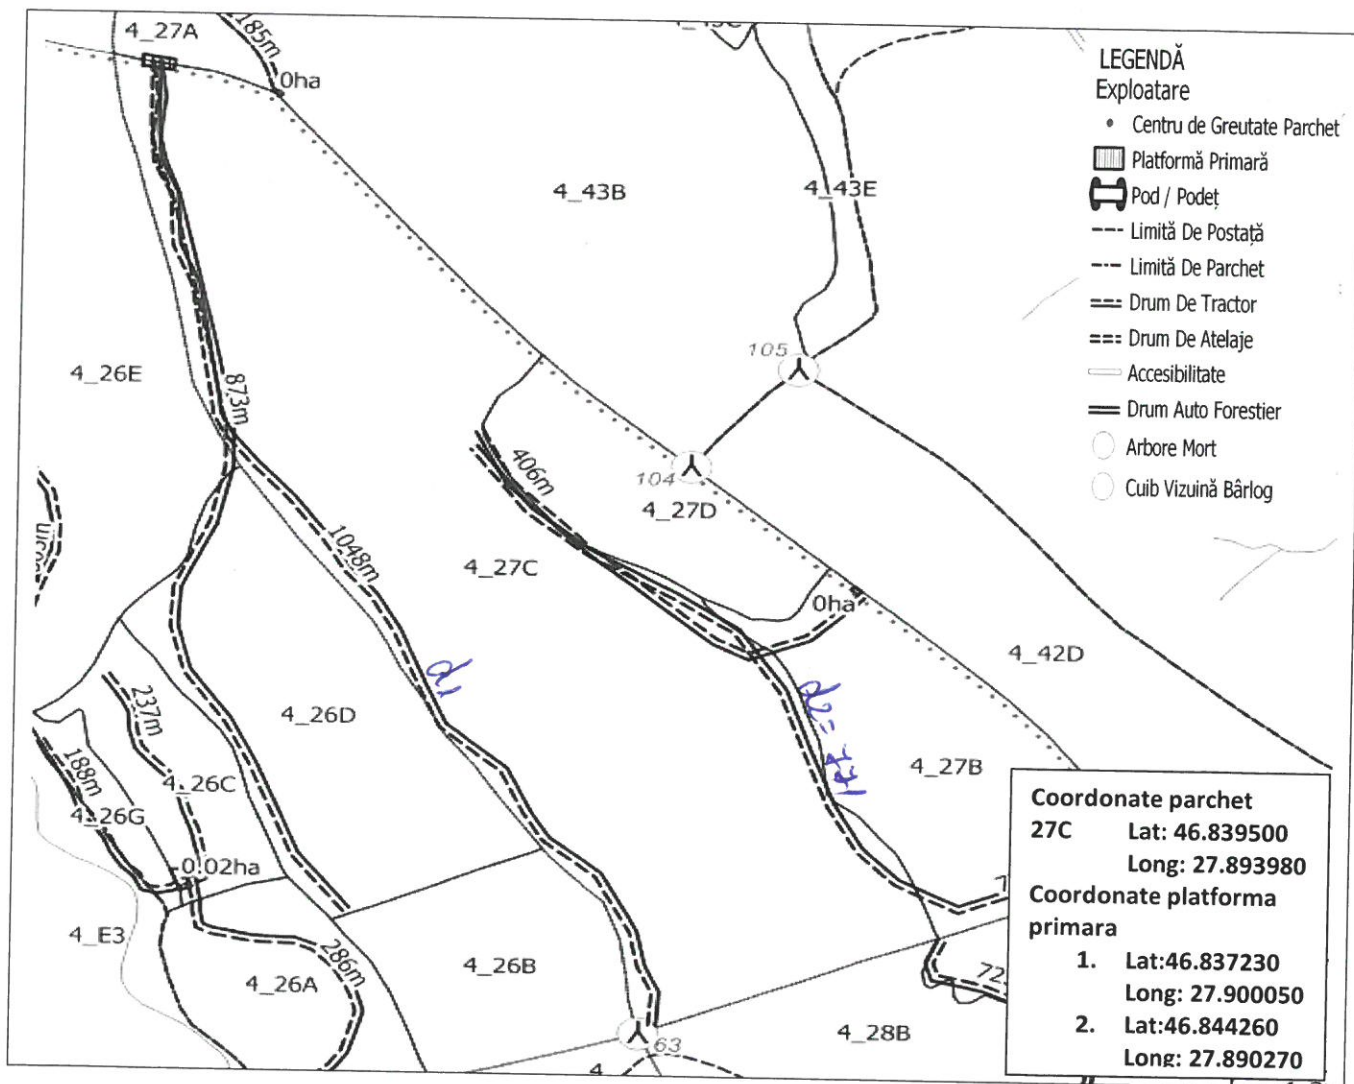 4_27A
185m
0ha
4_43B
4_43E
105
4_26E
873m
406m
104
4_27D
1048m
4_27C
0ha
4_42D
d1
d2=
237m
4_26D
188m
4_26C
4_26G
4_27B
-0.02ha
4_E3
4_26A
286m
4_26B
63
4_28B
LEGENDĂ
Exploatare
Centru de Greutate Parchet
Platformă Primară
Pod / Podeț
Limită De Postață
Limită De Parchet
Drum De Tractor
Drum De Atelaje
Accesibilitate
Drum Auto Forestier
Arbore Mort
Cuib Vizuină Bârlog
Coordonate parchet
27C Lat: 46.839500
Long: 27.893980
Coordonate platforma
primara
1. Lat:46.837230
Long: 27.900050
2. Lat:46.844260
Long: 27.890270